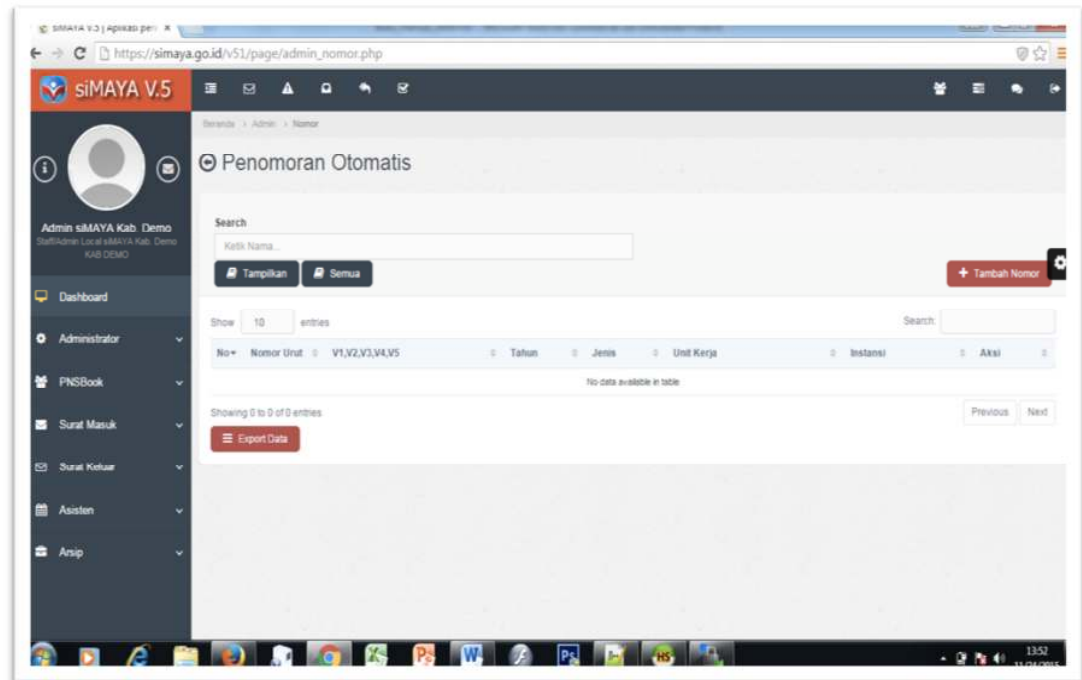 siMAYA V.5 | Aplikasi per x
https://simaya.go.id/v51/page/admin_nomor.php
siMAYA V.5
Beranda > Admin > Nomor
Penomoran Otomatis
Admin siMAYA Kab. Demo
Staff/Admin Local siMAYA Kab. Demo
KAB DEMO
Search
Ketik Nama...
Tampilkan
Semua
+ Tambah Nomor
Dashboard
Administrator
PNSBook
Surat Masuk
Surat Keluar
Asisten
Arsip
Show 10 entries
Search:
No Nomor Urut V1,V2,V3,V4,V5 Tahun Jenis Unit Kerja Instansi Aksi
No data available in table
Showing 0 to 0 of 0 entries
Previous Next
Export Data
13:52
11/24/2015